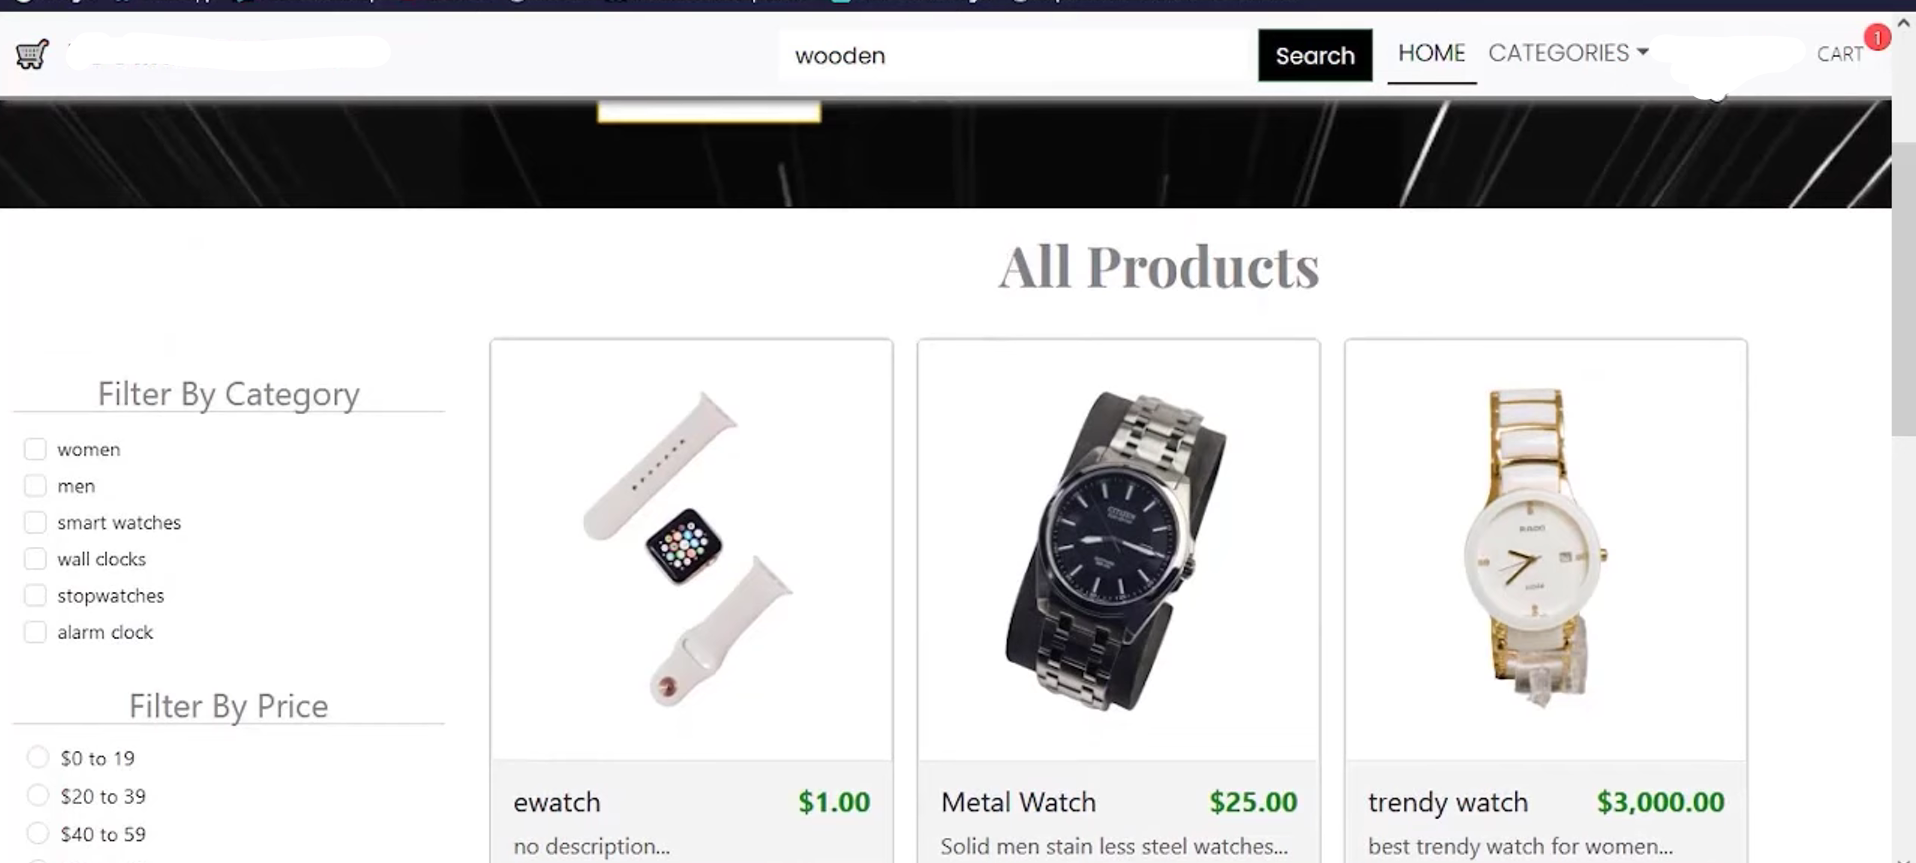 wooden
Search
HOME
CATEGORIES
CART
1
All Products
Filter By Category
women
men
smart watches
wall clocks
stopwatches
alarm clock
Filter By Price
$0 to 19
$20 to 39
$40 to 59
CITIZEN
RADO
ewatch $1.00
no description...
Metal Watch $25.00
Solid men stain less steel watches...
trendy watch $3,000.00
best trendy watch for women...